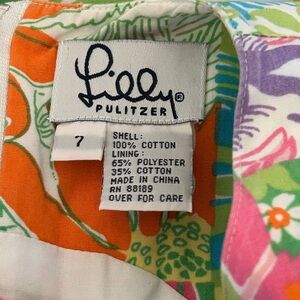 Lilly®
PULITZER
7
SHELL:
100% COTTON
LINING:
65% POLYESTER
35% COTTON
MADE IN CHINA
RN 88189
OVER FOR CARE